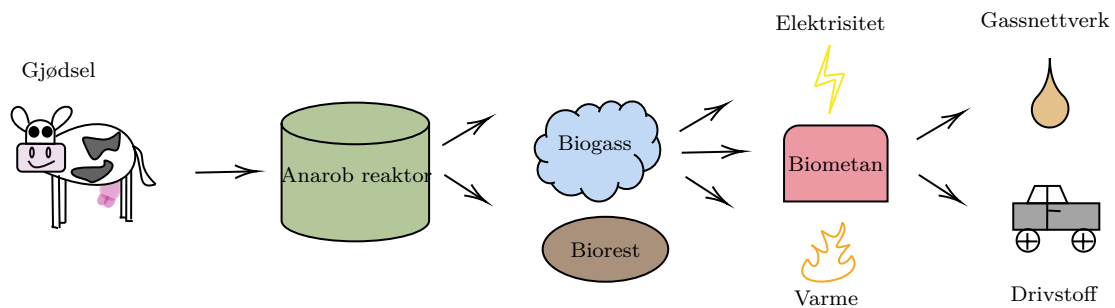 Gjødsel
Anarob reaktor
Biogass
Biorest
Elektrisitet
Biometan
Varme
Gassnettverk
Drivstoff